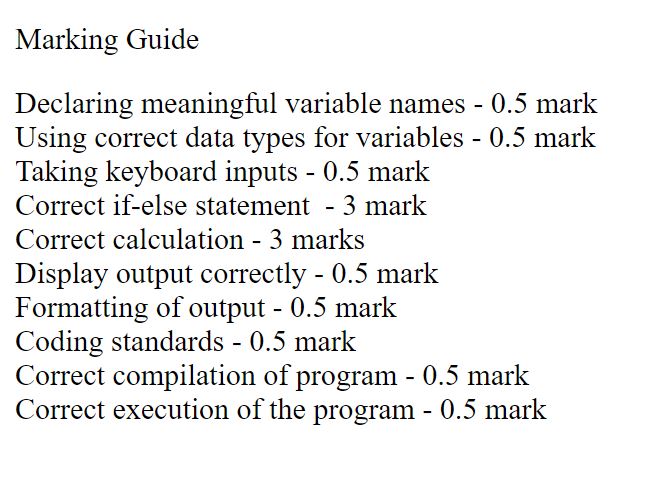 Marking Guide
Declaring meaningful variable names - 0.5 mark
Using correct data types for variables - 0.5 mark
Taking keyboard inputs - 0.5 mark
Correct if-else statement  - 3 mark
Correct calculation - 3 marks
Display output correctly - 0.5 mark
Formatting of output - 0.5 mark
Coding standards - 0.5 mark
Correct compilation of program - 0.5 mark
Correct execution of the program - 0.5 mark